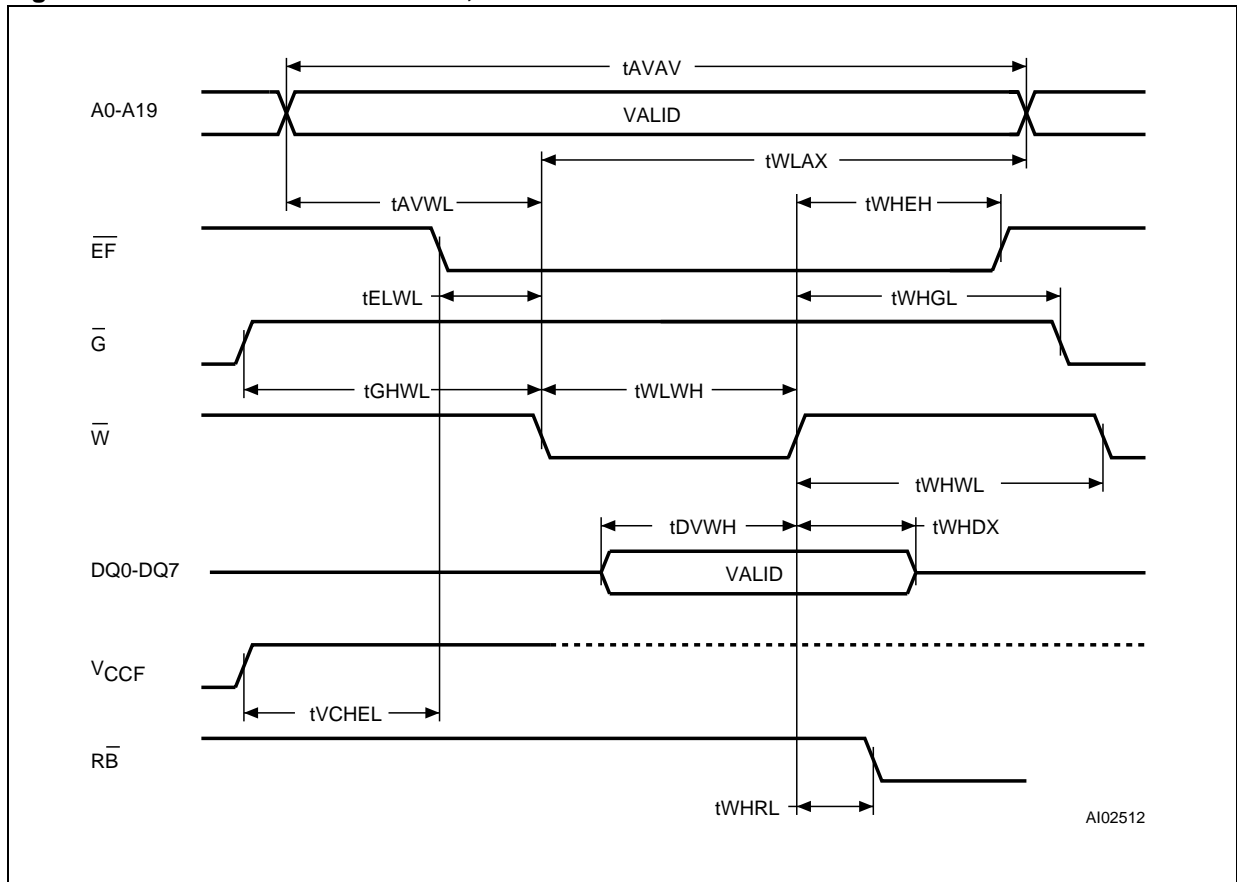 tAVAV
A0-A19
VALID
tWLAX
tAVWL
tWHEH
EF
tELWL
tWHGL
G
tGHWL
tWLWH
W
tWHWL
tDVWH
tWHDX
DQ0-DQ7
VALID
VCCF
tVCHEL
RB
tWHRL
AI02512